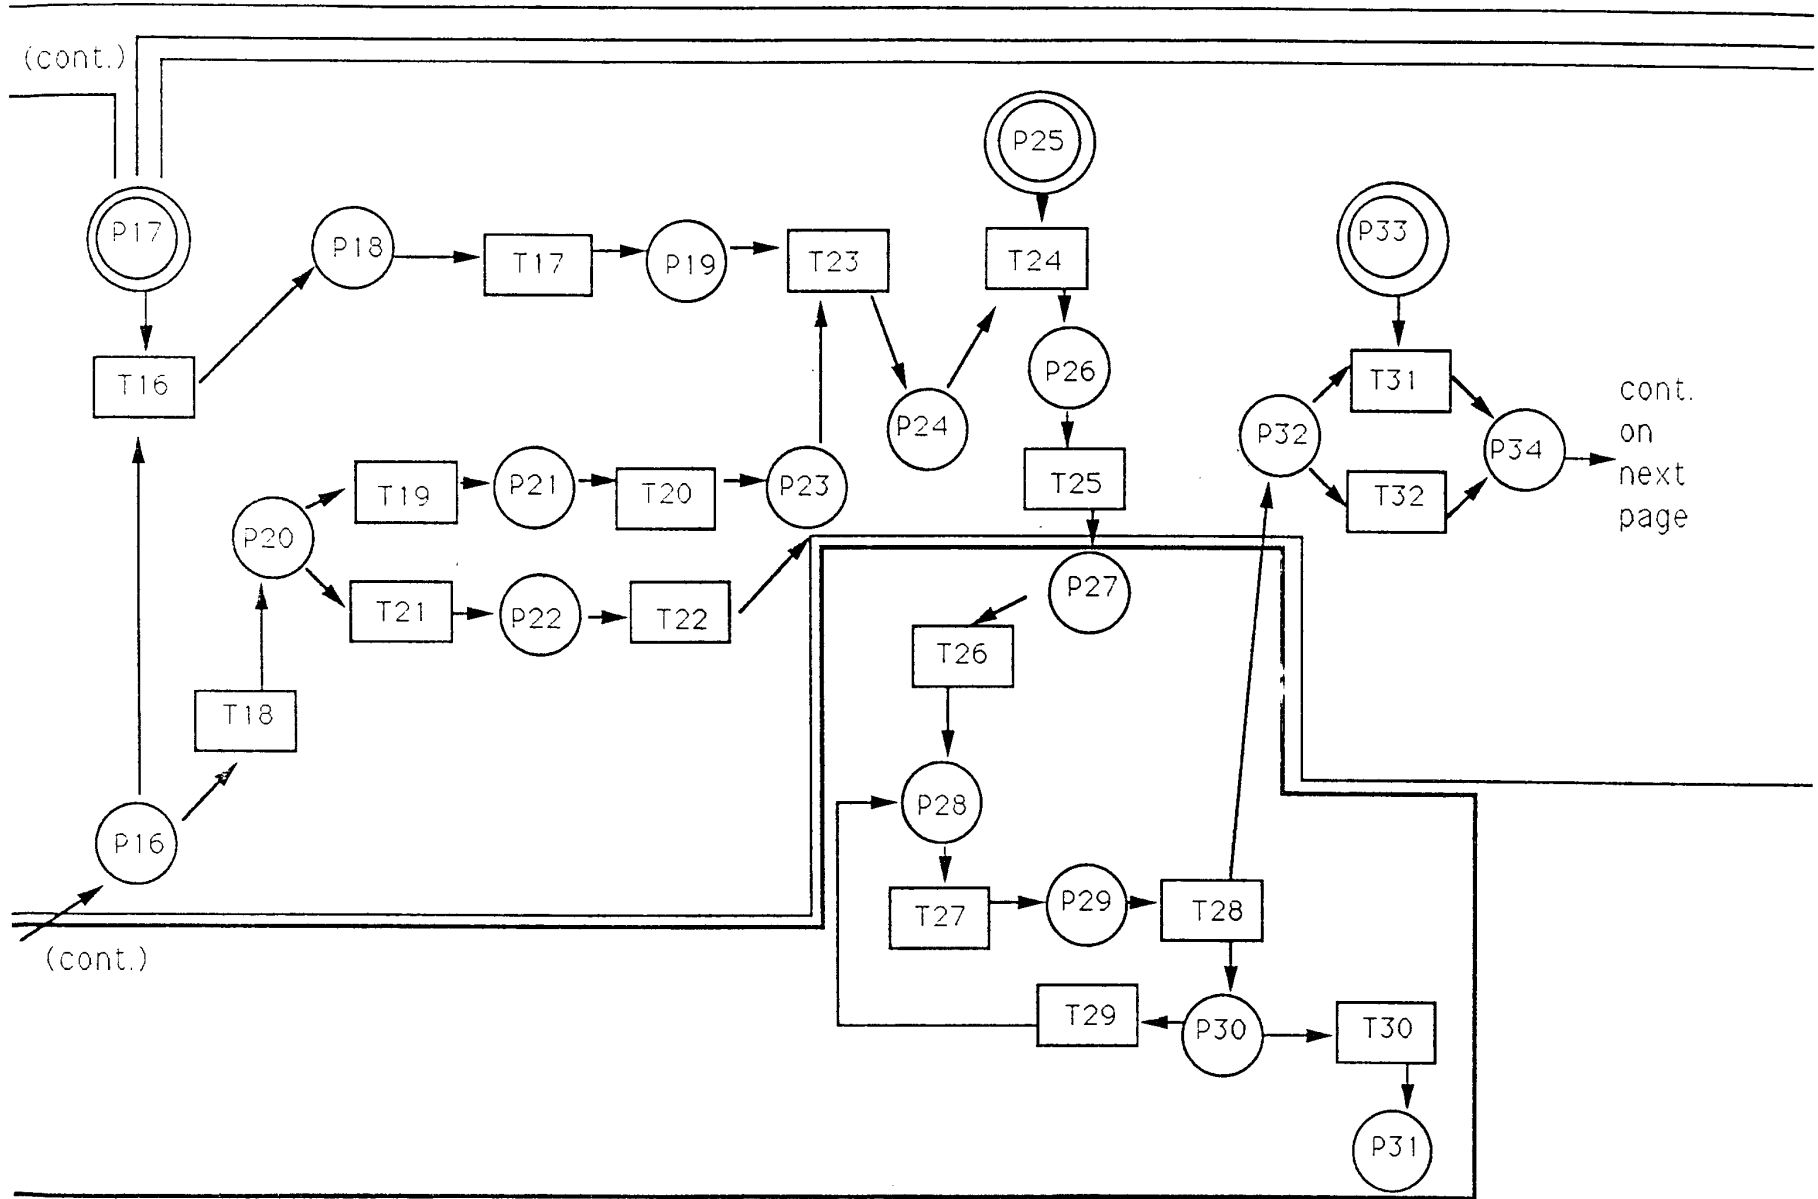 (cont.)
P25
P17
P18
T17
P19
T23
T24
P33
T16
P26
T31
cont.
on
next
page
P24
P32
P34
T19
P21
T20
P23
T25
T32
P20
T21
P22
T22
P27
T26
T18
P28
P16
T27
P29
T28
(cont.)
T29
P30
T30
P31